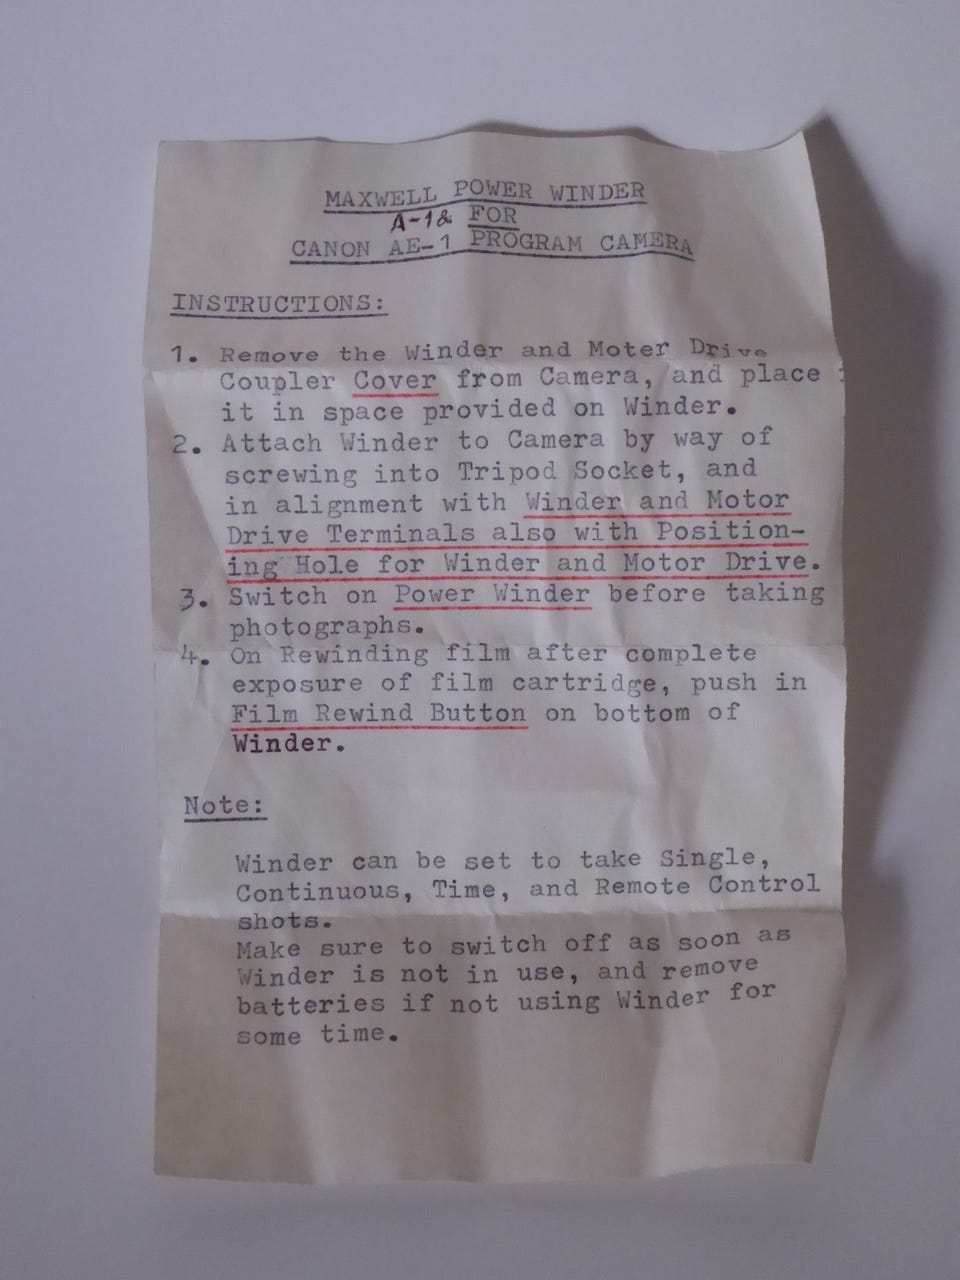 MAXWELL POWER WINDER
A-1& FOR
CANON AE-1 PROGRAM CAMERA
INSTRUCTIONS:
1. Remove the Winder and Moter Drive
Coupler Cover from Camera, and place :
it in space provided on Winder.
2. Attach Winder to Camera by way of
screwing into Tripod Socket, and
in alignment with Winder and Motor
Drive Terminals also with Position-
ing Hole for Winder and Motor Drive.
3. Switch on Power Winder before taking
photographs.
4. On Rewinding film after complete
exposure of film cartridge, push in
Film Rewind Button on bottom of
Winder.
Note:
Winder can be set to take Single,
Continuous, Time, and Remote Control
shots.
Make sure to switch off as soon as
Winder is not in use, and remove
batteries if not using Winder for
some time.